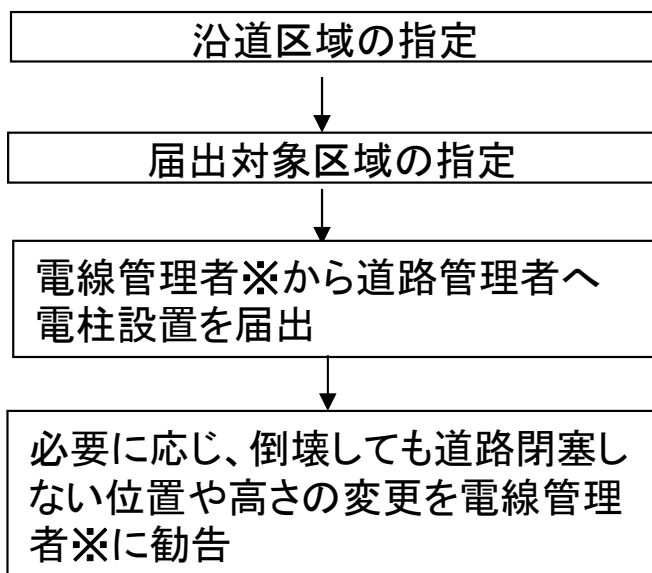 沿道区域の指定
届出対象区域の指定
電線管理者※から道路管理者へ
電柱設置を届出
必要に応じ、倒壊しても道路閉塞し
ない位置や高さの変更を電線管理
者※に勧告